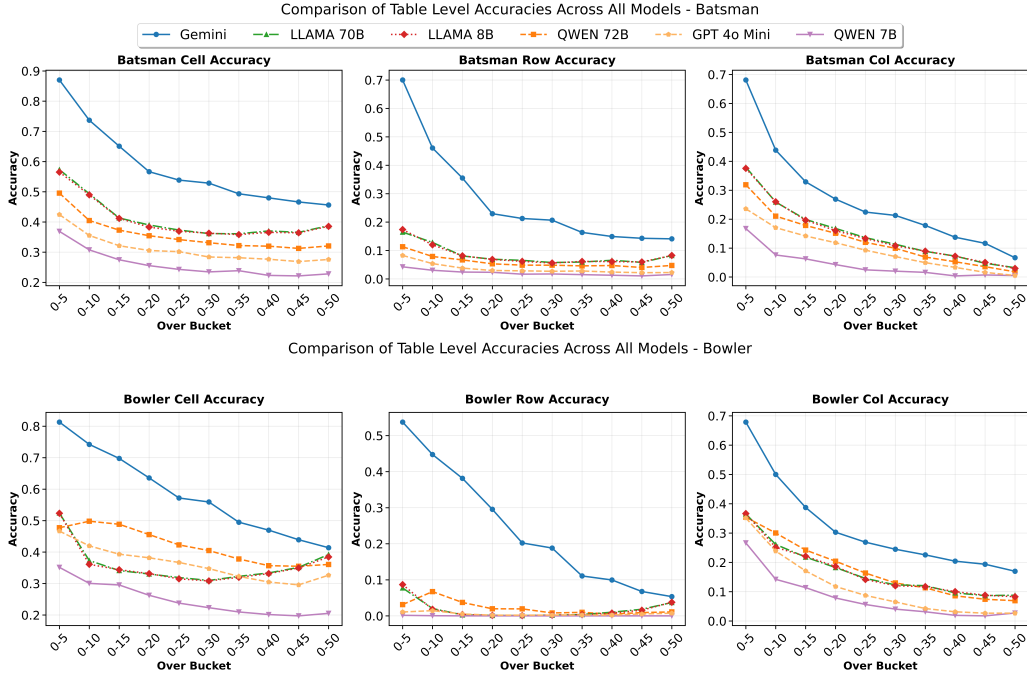 Comparison of Table Level Accuracies Across All Models - Batsman
Gemini LLAMA 70B LLAMA 8B QWEN 72B GPT 4o Mini QWEN 7B
Batsman Cell Accuracy
Accuracy
0.9
0.8
0.7
0.6
0.5
0.4
0.3
0.2
0-5 0-10 0-15 0-20 0-25 0-30 0-35 0-40 0-45 0-50
Over Bucket
Batsman Row Accuracy
Accuracy
0.7
0.6
0.5
0.4
0.3
0.2
0.1
0.0
0-5 0-10 0-15 0-20 0-25 0-30 0-35 0-40 0-45 0-50
Over Bucket
Batsman Col Accuracy
Accuracy
0.7
0.6
0.5
0.4
0.3
0.2
0.1
0.0
0-5 0-10 0-15 0-20 0-25 0-30 0-35 0-40 0-45 0-50
Over Bucket
Comparison of Table Level Accuracies Across All Models - Bowler
Bowler Cell Accuracy
Accuracy
0.8
0.7
0.6
0.5
0.4
0.3
0.2
0-5 0-10 0-15 0-20 0-25 0-30 0-35 0-40 0-45 0-50
Over Bucket
Bowler Row Accuracy
Accuracy
0.5
0.4
0.3
0.2
0.1
0.0
0-5 0-10 0-15 0-20 0-25 0-30 0-35 0-40 0-45 0-50
Over Bucket
Bowler Col Accuracy
Accuracy
0.7
0.6
0.5
0.4
0.3
0.2
0.1
0.0
0-5 0-10 0-15 0-20 0-25 0-30 0-35 0-40 0-45 0-50
Over Bucket